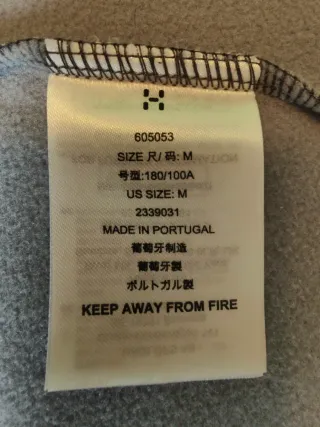 605053
SIZE 尺/ 码: M
号型:180/100A
US SIZE: M
2339031
MADE IN PORTUGAL
葡萄牙制造
葡萄牙製
ポルトガル製
KEEP AWAY FROM FIRE